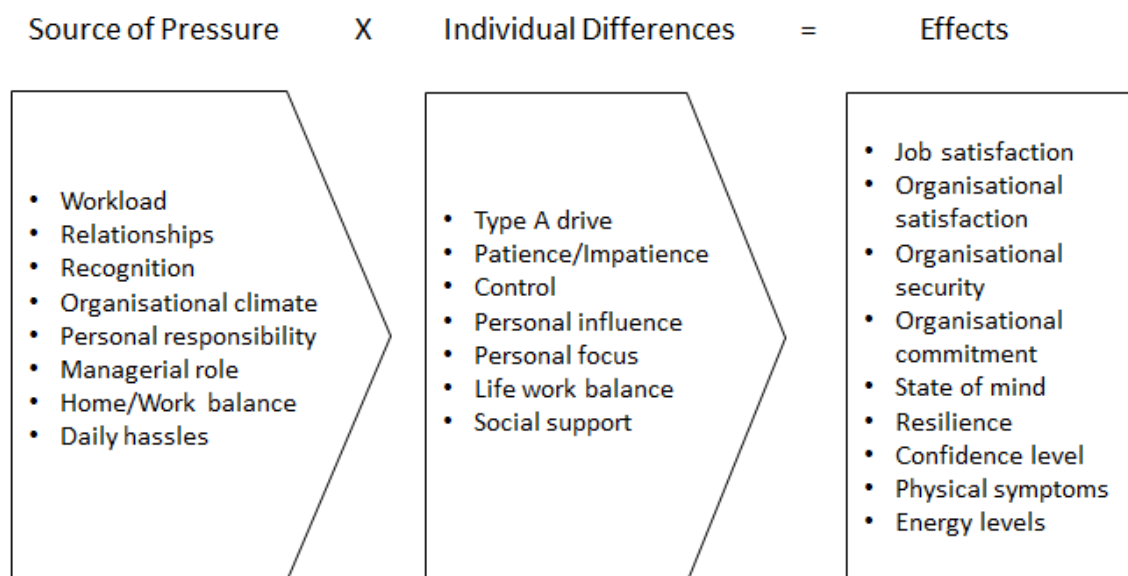 Source of Pressure X Individual Differences = Effects
• Workload
• Relationships
• Recognition
• Organisational climate
• Personal responsibility
• Managerial role
• Home/Work balance
• Daily hassles
• Type A drive
• Patience/Impatience
• Control
• Personal influence
• Personal focus
• Life work balance
• Social support
• Job satisfaction
• Organisational
satisfaction
• Organisational
security
• Organisational
commitment
• State of mind
• Resilience
• Confidence level
• Physical symptoms
• Energy levels